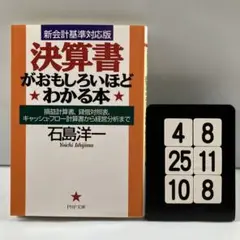 新会計基準対応版
決算書
がおもしろいほど
★わかる本★
損益計算書、貸借対照表、
キャッシュフロー計算書から経営分析まで
石島洋一
Yoichi Ishijima
PHP文庫
4 8
25 11
10 8